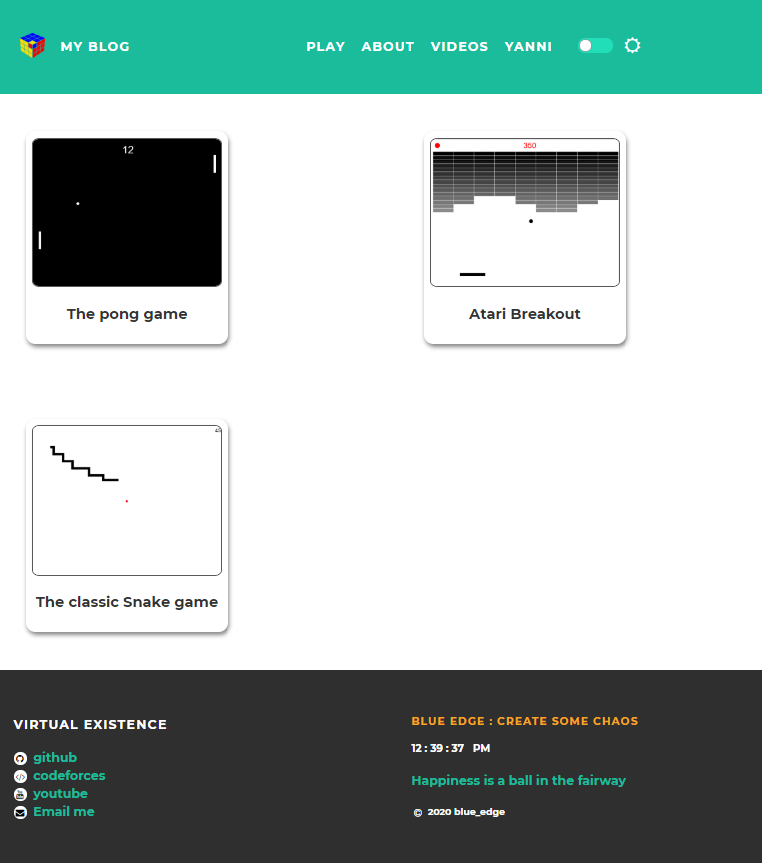 MY BLOG
PLAY ABOUT VIDEOS YANNI
12
The pong game
360
Atari Breakout
The classic Snake game
VIRTUAL EXISTENCE
github
codeforces
youtube
Email me
BLUE EDGE : CREATE SOME CHAOS
12 : 39 : 37 PM
Happiness is a ball in the fairway
© 2020 blue_edge